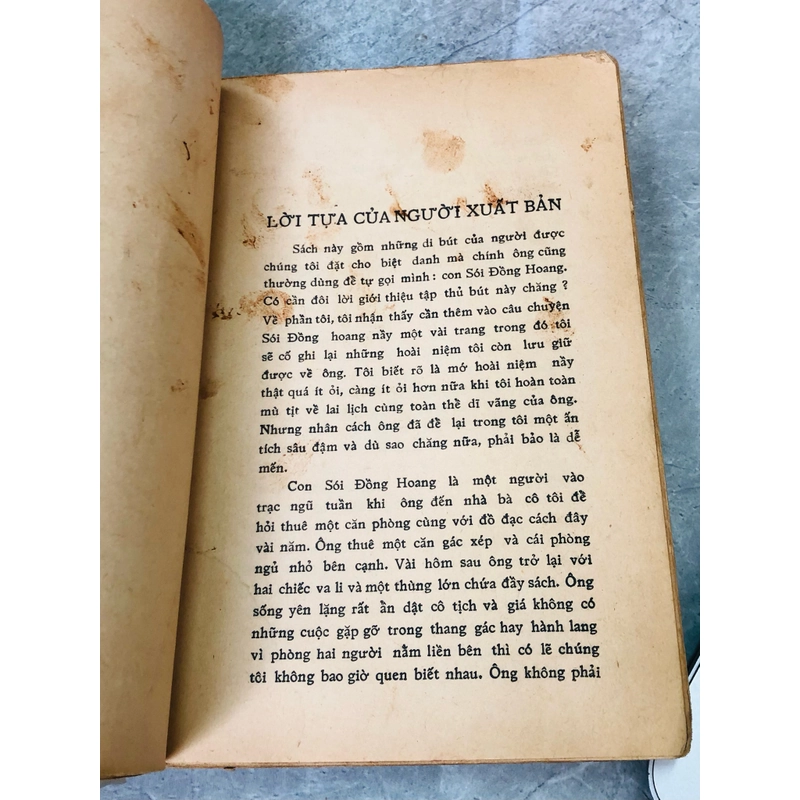 LỜI TỰA CỦA NGƯỜI XUẤT BẢN
Sách này gồm những di bút của người được
chúng tôi đặt cho biệt danh mà chính ông cũng
thường dùng để tự gọi mình : con Sói Đồng Hoang.
Có cần đôi lời giới thiệu tập thủ bút này chăng ?
Về phần tôi, tôi nhận thấy cần thêm vào câu chuyện
Sói Đồng hoang nầy một vài trang trong đó tôi
sẽ cố ghi lại những hoài niệm tôi còn lưu giữ
được về ông. Tôi biết rõ là mớ hoài niệm nầy
thật quá ít ỏi, càng ít ỏi hơn nữa khi tôi hoàn toàn
mù tịt về lai lịch cùng toàn thể dĩ vãng của ông.
Nhưng nhân cách ông đã để lại trong tôi một ấn
tích sâu đậm và dù sao chăng nữa, phải bảo là dễ
mến.
Con Sói Đồng Hoang là một người vào
trạc ngũ tuần khi ông đến nhà bà cô tôi để
hỏi thuê một căn phòng cùng với đồ đạc cách đây
vài năm. Ông thuê một căn gác xép và cái phòng
ngủ nhỏ bên cạnh. Vài hôm sau ông trở lại với
hai chiếc va li và một thùng lớn chứa đầy sách. Ông
sống yên lặng rất ẩn dật cô tịch và giá không có
những cuộc gặp gỡ trong thang gác hay hành lang
vì phòng hai người nằm liền bên thì có lẽ chúng
tôi không bao giờ quen biết nhau. Ông không phải